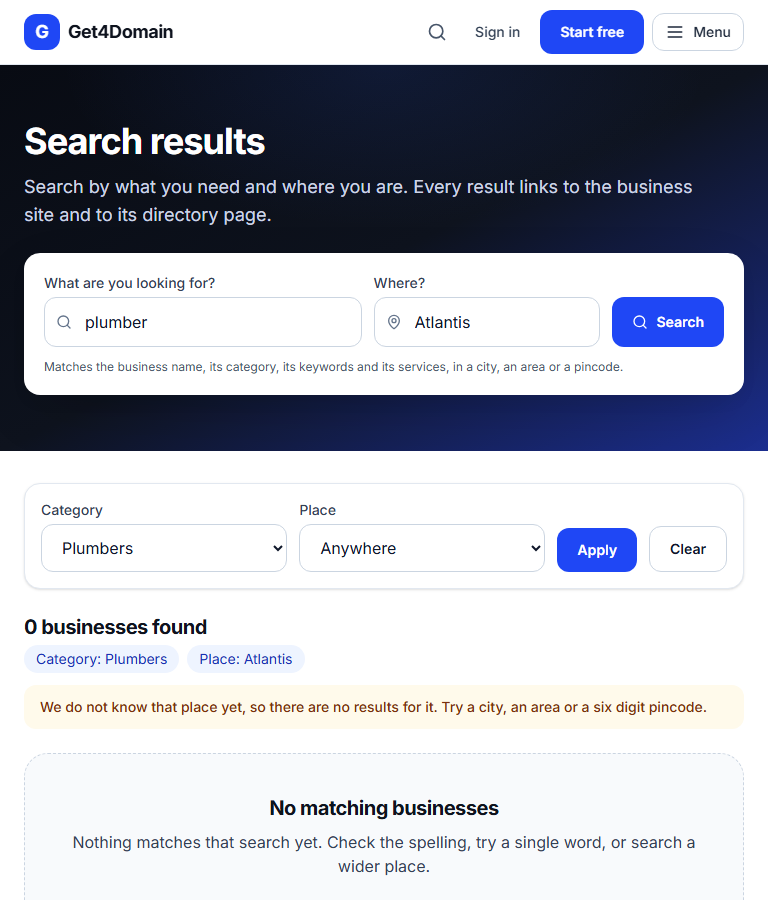 G Get4Domain
Sign in
Start free
Menu
Search results
Search by what you need and where you are. Every result links to the business
site and to its directory page.
What are you looking for?
Where?
plumber
Atlantis
Search
Matches the business name, its category, its keywords and its services, in a city, an area or a pincode.
Category
Place
Plumbers
Anywhere
Apply
Clear
0 businesses found
Category: Plumbers
Place: Atlantis
We do not know that place yet, so there are no results for it. Try a city, an area or a six digit pincode.
No matching businesses
Nothing matches that search yet. Check the spelling, try a single word, or search a
wider place.